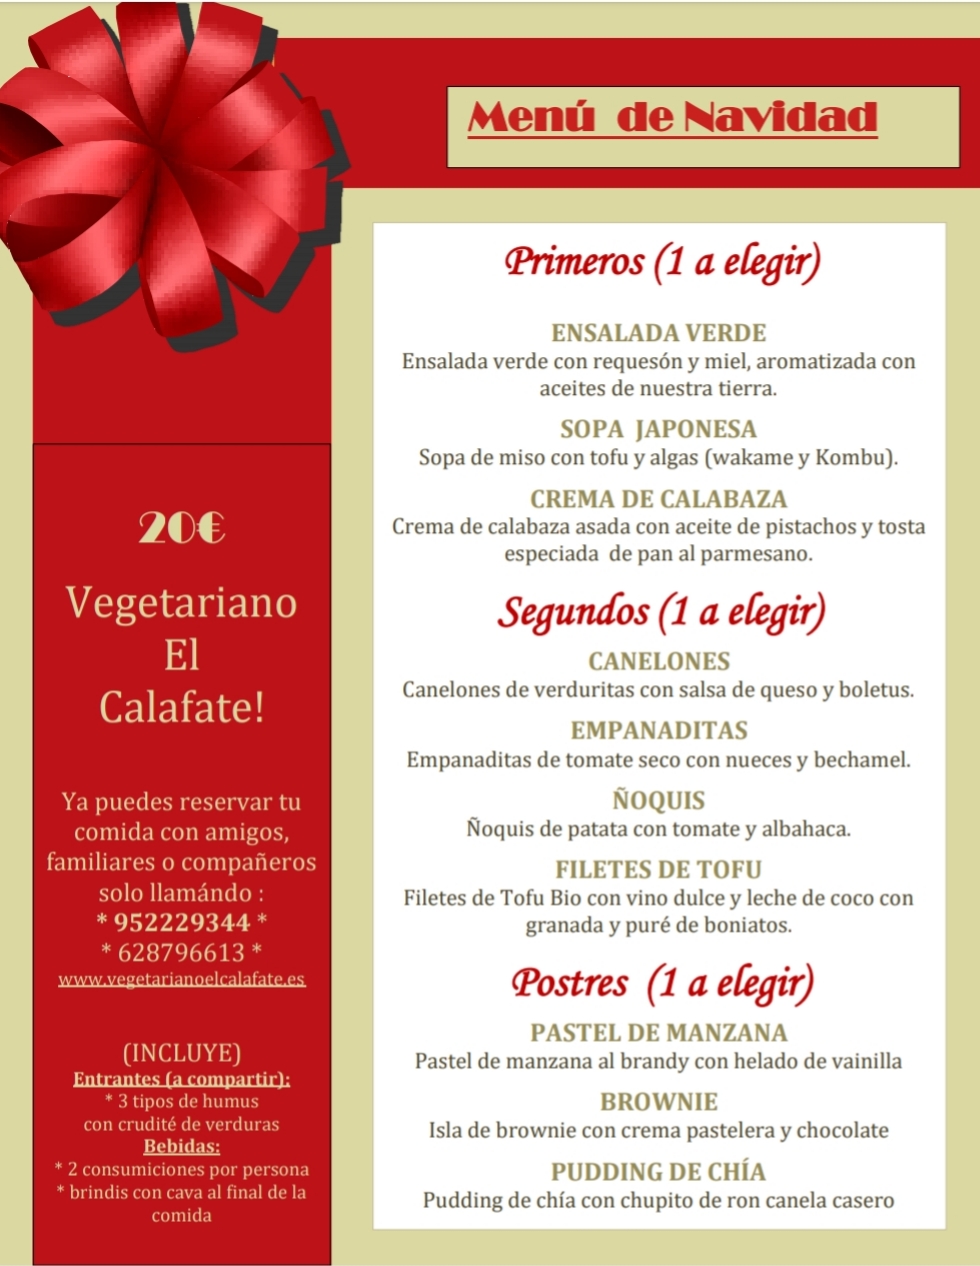 Menú de Navidad
20€
Vegetariano
El
Calafate!
Ya puedes reservar tu
comida con amigos,
familiares o compañeros
solo llamándo :
* 952229344 *
* 628796613 *
www.vegetarianoelcalafate.es
(INCLUYE)
Entrantes (a compartir):
* 3 tipos de humus
con crudité de verduras
Bebidas:
* 2 consumiciones por persona
* brindis con cava al final de la
comida
Primeros (1 a elegir)
ENSALADA VERDE
Ensalada verde con requesón y miel, aromatizada con
aceites de nuestra tierra.
SOPA JAPONESA
Sopa de miso con tofu y algas (wakame y Kombu).
CREMA DE CALABAZA
Crema de calabaza asada con aceite de pistachos y tosta
especiada de pan al parmesano.
Segundos (1 a elegir)
CANELONES
Canelones de verduritas con salsa de queso y boletus.
EMPANADITAS
Empanaditas de tomate seco con nueces y bechamel.
ÑOQUIS
Ñoquis de patata con tomate y albahaca.
FILETES DE TOFU
Filetes de Tofu Bio con vino dulce y leche de coco con
granada y puré de boniatos.
Postres (1 a elegir)
PASTEL DE MANZANA
Pastel de manzana al brandy con helado de vainilla
BROWNIE
Isla de brownie con crema pastelera y chocolate
PUDDING DE CHÍA
Pudding de chía con chupito de ron canela casero